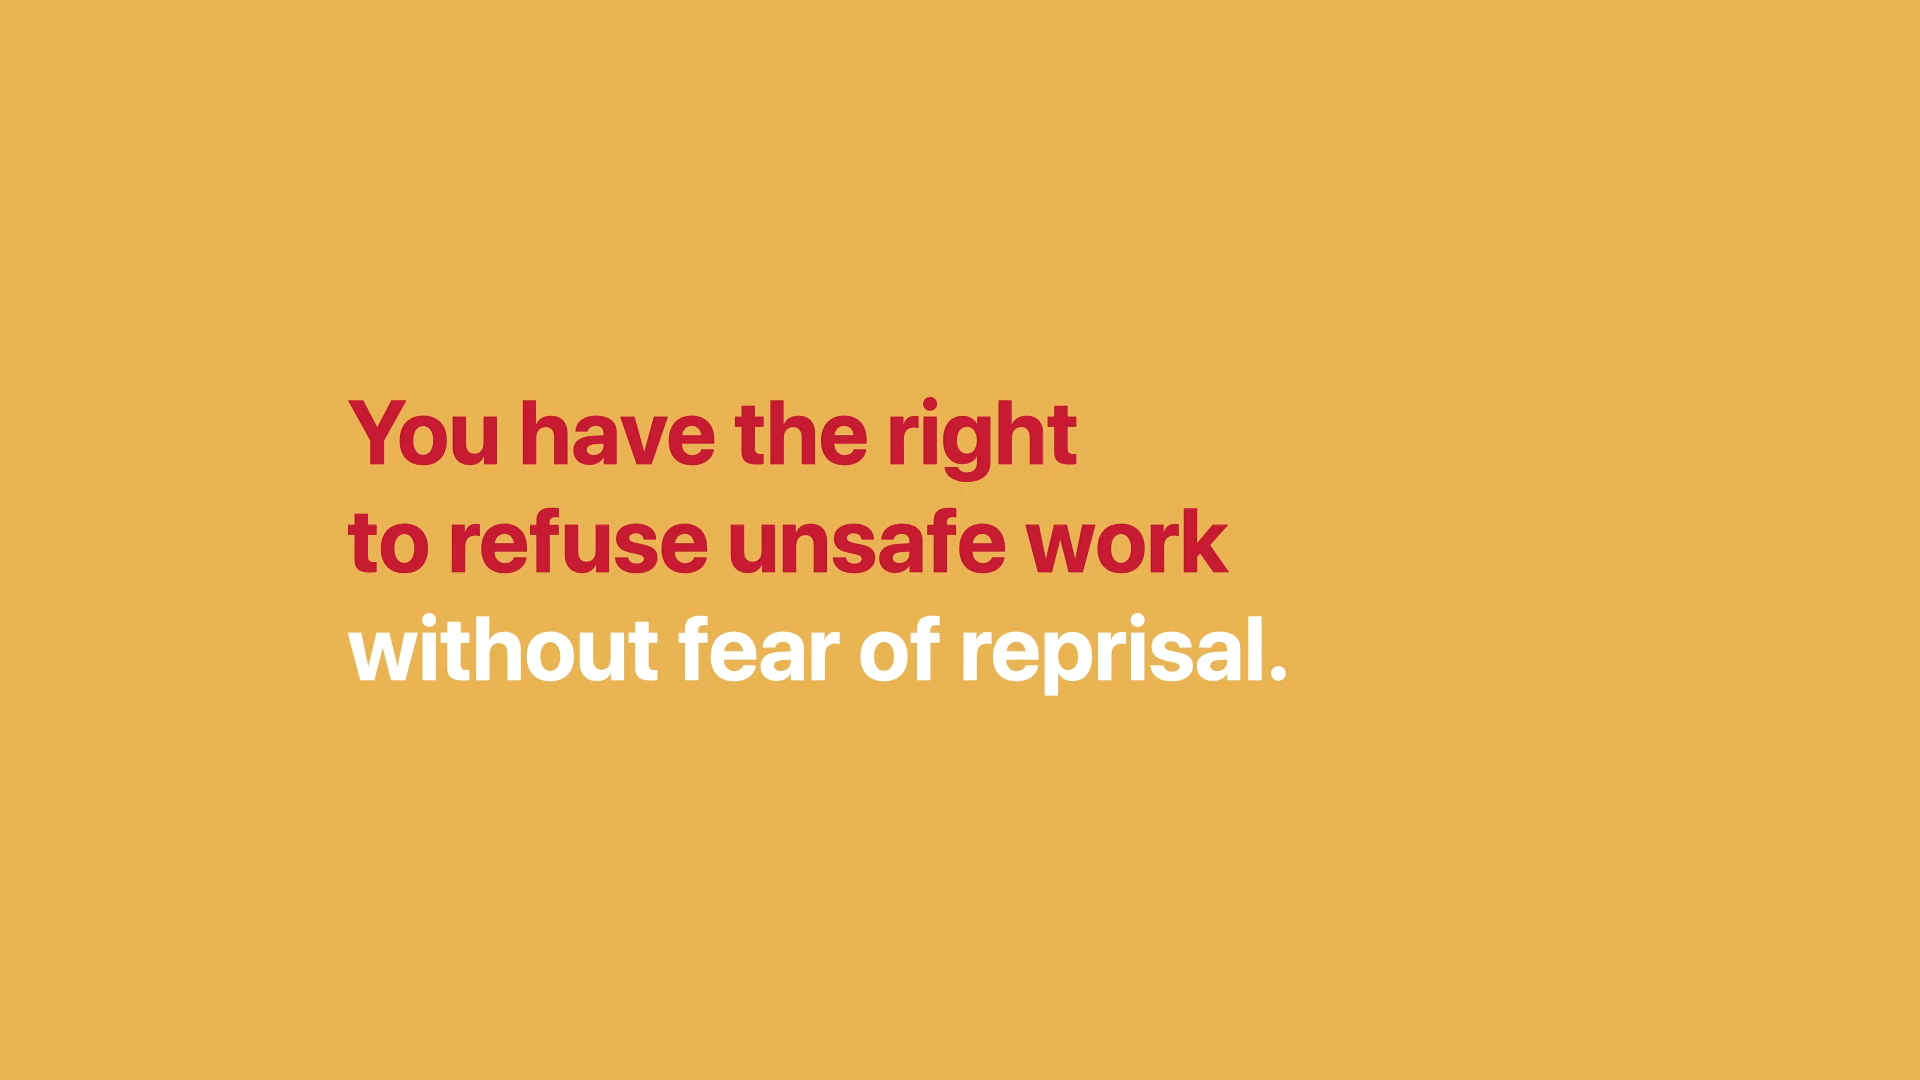 You have the right
to refuse unsafe work
without fear of reprisal.